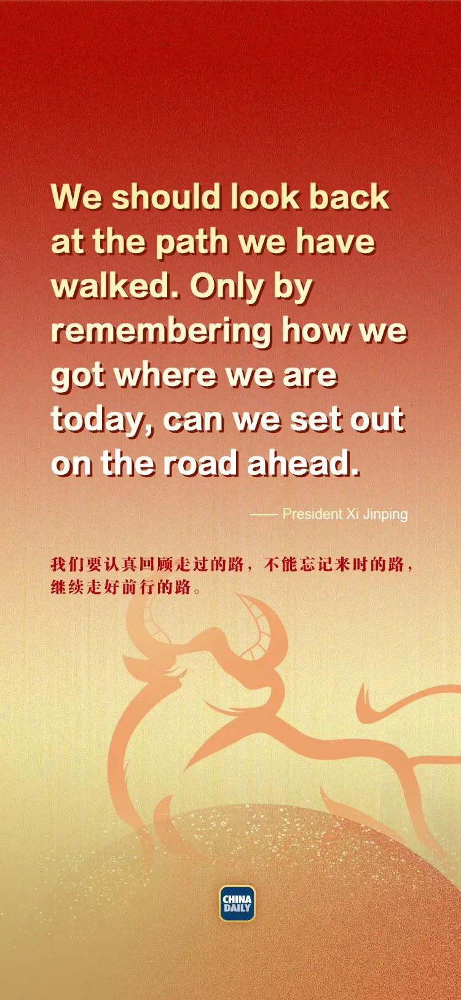 We should look back
at the path we have
walked. Only by
remembering how we
got where we are
today, can we set out
on the road ahead.
—— President Xi Jinping
我们要认真回顾走过的路，不能忘记来时的路，
继续走好前行的路。
CHINA
DAILY